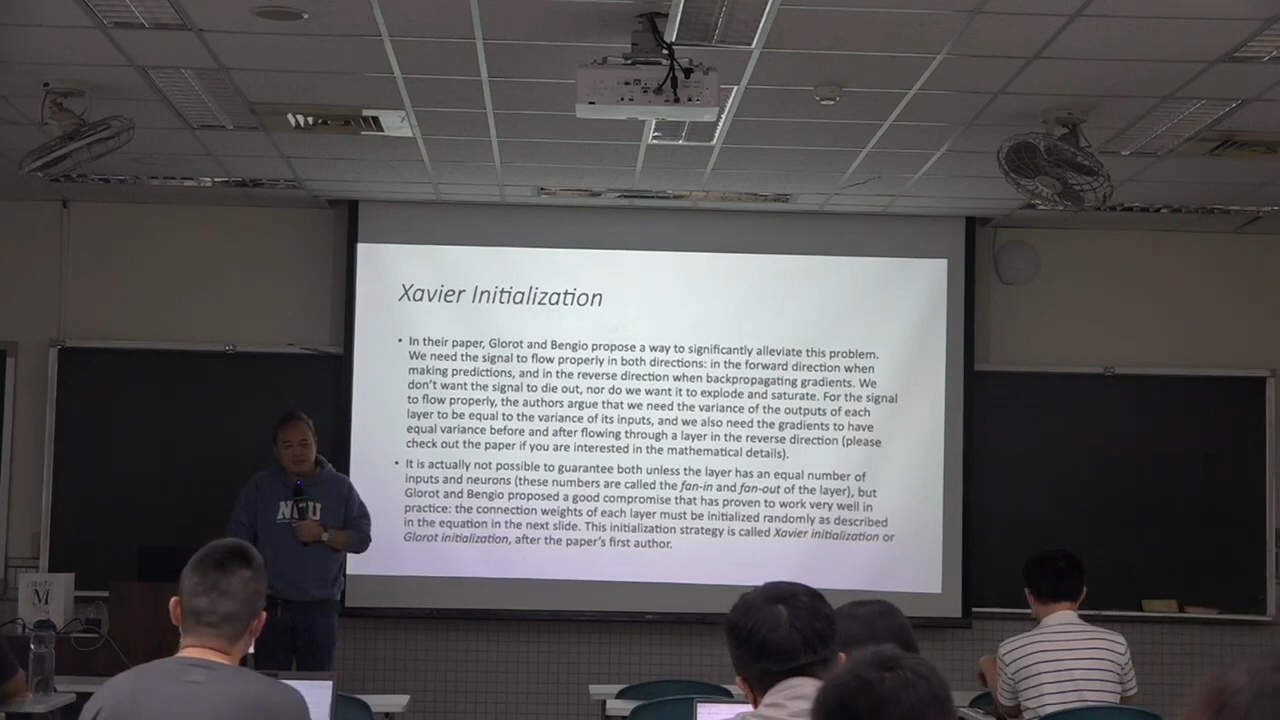 Xavier Initialization
• In their paper, Glorot and Bengio propose a way to significantly alleviate this problem.
We need the signal to flow properly in both directions: in the forward direction when
making predictions, and in the reverse direction when backpropagating gradients. We
don't want the signal to die out, nor do we want it to explode and saturate. For the signal
to flow properly, the authors argue that we need the variance of the outputs of each
layer to be equal to the variance of its inputs, and we also need the gradients to have
equal variance before and after flowing through a layer in the reverse direction (please
check out the paper if you are interested in the mathematical details).
• It is actually not possible to guarantee both unless the layer has an equal number of
inputs and neurons (these numbers are called the fan-in and fan-out of the layer), but
Glorot and Bengio proposed a good compromise that has proven to work very well in
practice: the connection weights of each layer must be initialized randomly as described
in the equation in the next slide. This initialization strategy is called Xavier initialization or
Glorot initialization, after the paper's first author.
M